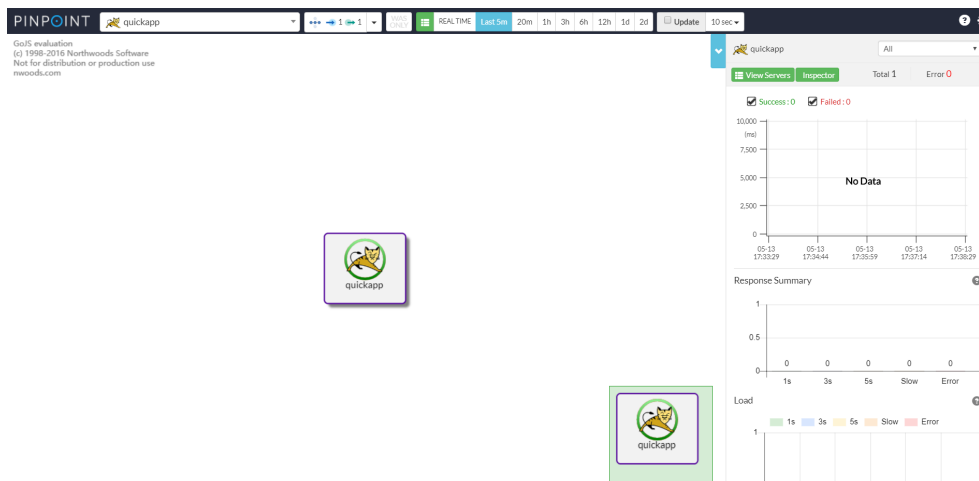 PINPOINT quickapp 1 1 WAS ONLY REALTIME Last 5m 20m 1h 3h 6h 12h 1d 2d Update 10 sec
GoJS evaluation
(c) 1998-2016 Northwoods Software
Not for distribution or production use
nwoods.com
quickapp
quickapp
quickapp All
View Servers Inspector Total 1 Error 0
Success : 0 Failed : 0
10,000
(ms)
7,500
5,000
2,500
0
No Data
05-13 05-13 05-13 05-13 05-13
17:33:29 17:34:44 17:35:59 17:37:14 17:38:29
Response Summary
1
0.5
0
0 0 0 0 0
1s 3s 5s Slow Error
Load
1s 3s 5s Slow Error
1